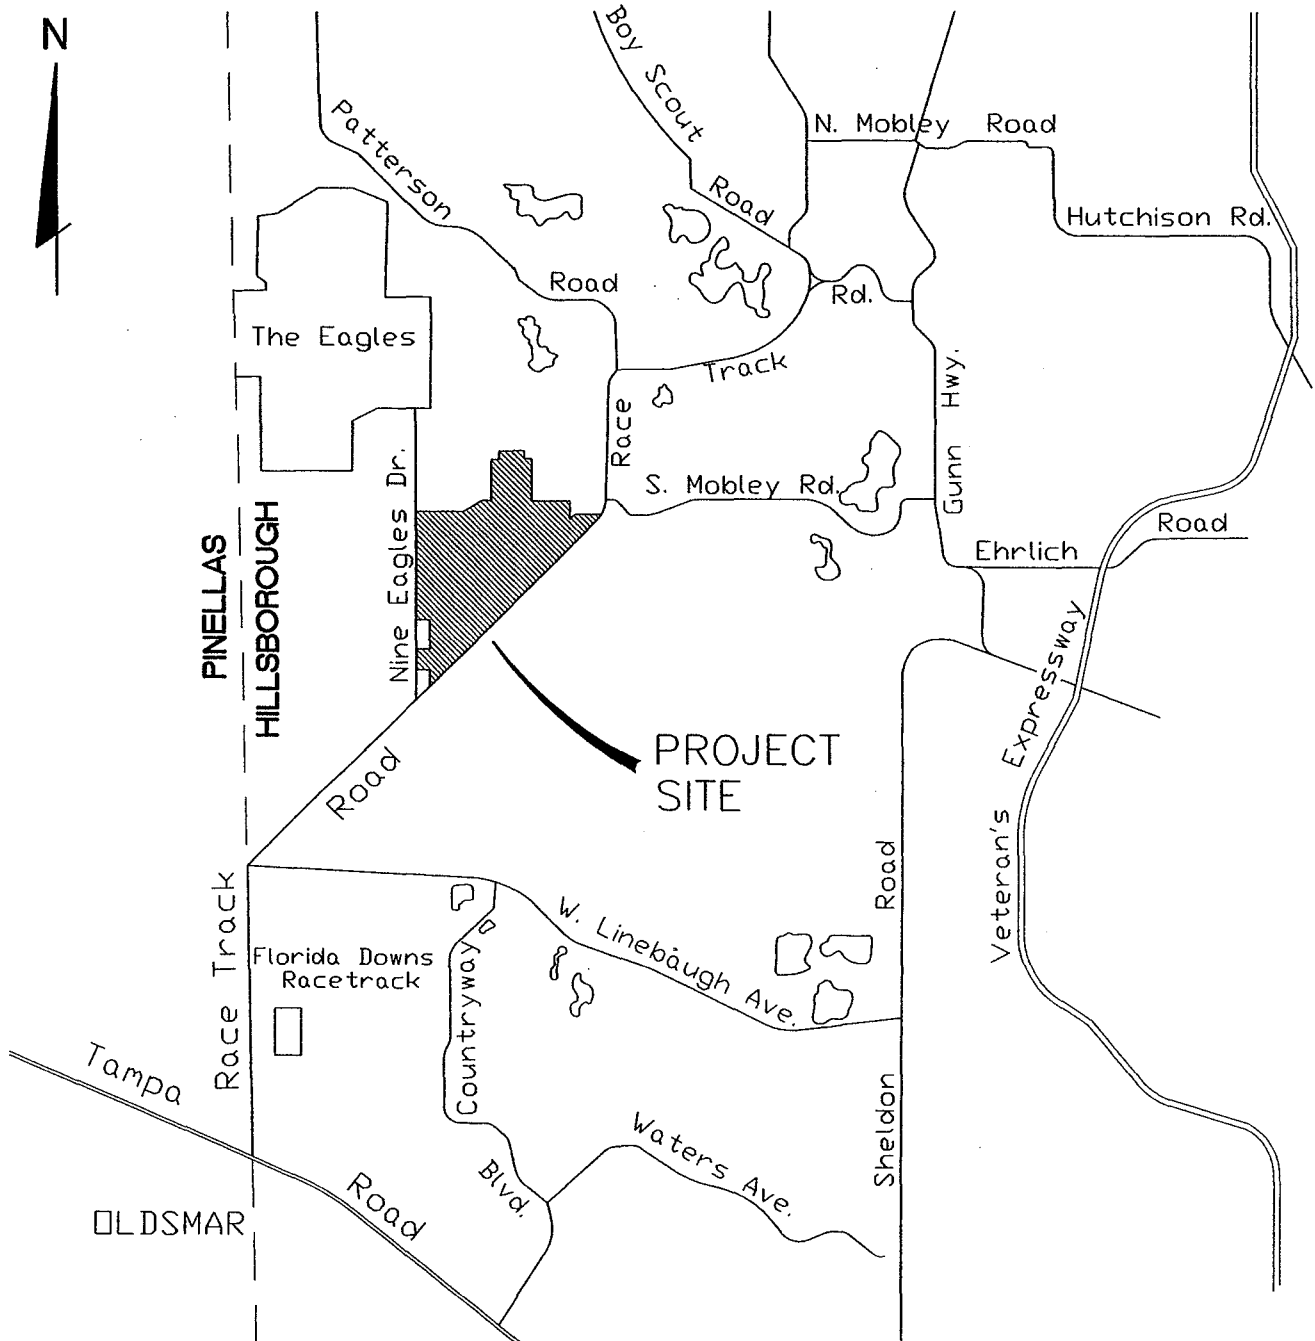 N
Boy Scout
Road
N. Mobley Road
Patterson
Road
Hutchison Rd.
Rd.
The Eagles
Track
Race
Gunn Hwy.
Nine Eagles Dr.
S. Mobley Rd.
Road
Ehrlich
PINELLAS
HILLSBOROUGH
Veteran's Expressway
PROJECT
SITE
Road
Race Track
W. Linebaugh Ave.
Florida Downs
Racetrack
Countryway
Blvd.
Sheldon Road
Tampa
Road
Waters Ave.
OLDSMAR